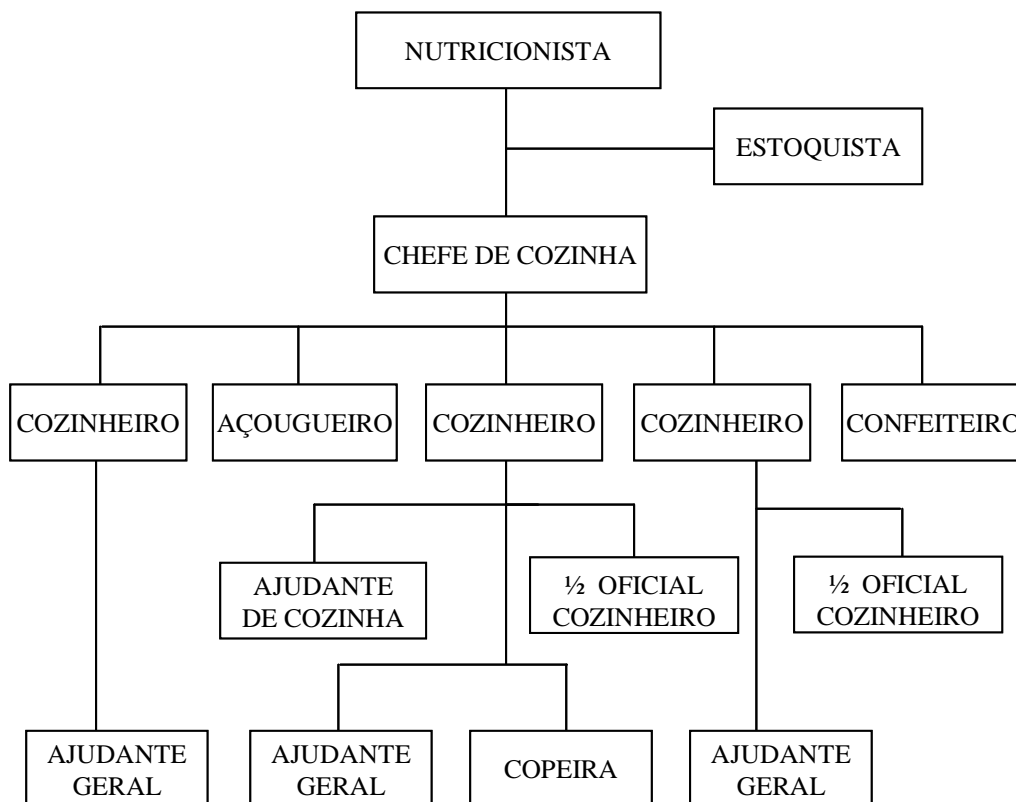 NUTRICIONISTA
ESTOQUISTA
CHEFE DE COZINHA
COZINHEIRO
AÇOUGUEIRO
COZINHEIRO
COZINHEIRO
CONFEITEIRO
AJUDANTE
DE COZINHA
½ OFICIAL
COZINHEIRO
½ OFICIAL
COZINHEIRO
AJUDANTE
GERAL
AJUDANTE
GERAL
COPEIRA
AJUDANTE
GERAL